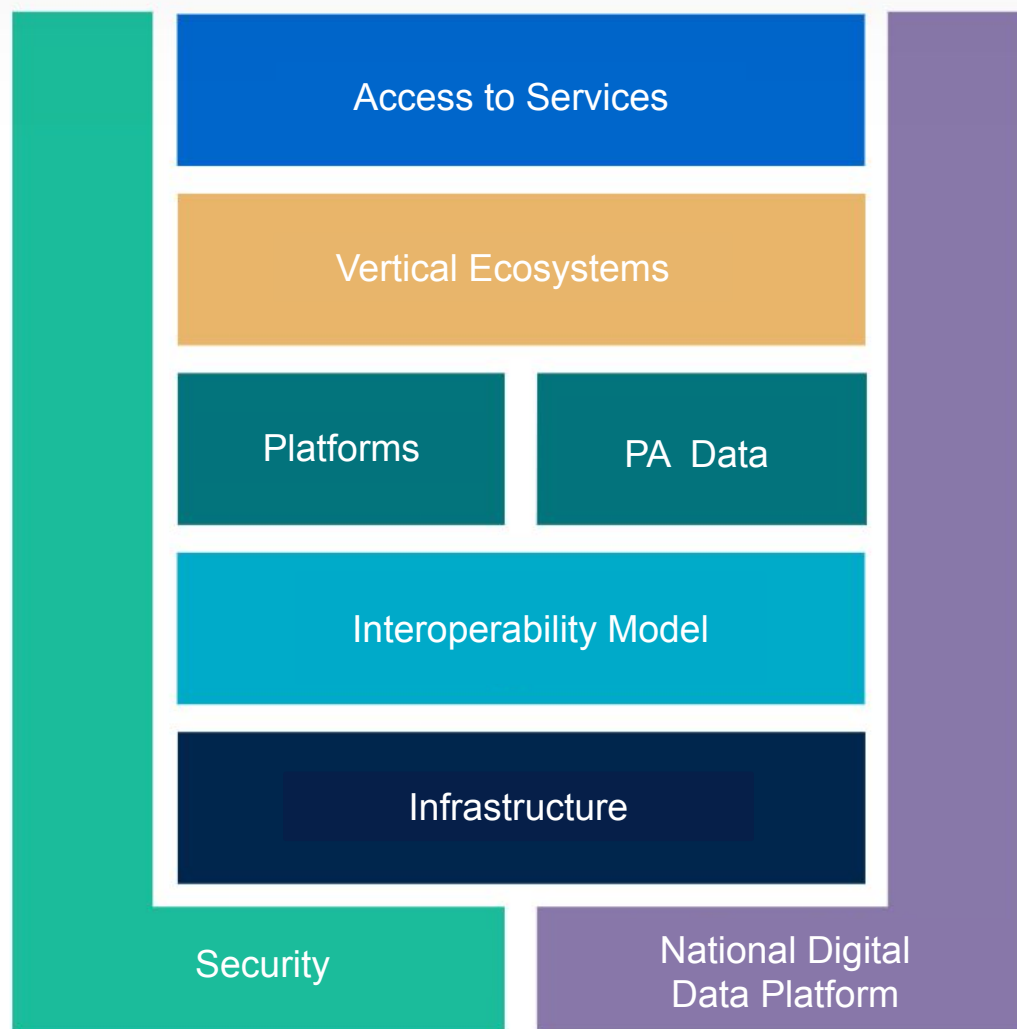 Access to Services
Vertical Ecosystems
Platforms
PA Data
Interoperability Model
Infrastructure
Security
National Digital
Data Platform